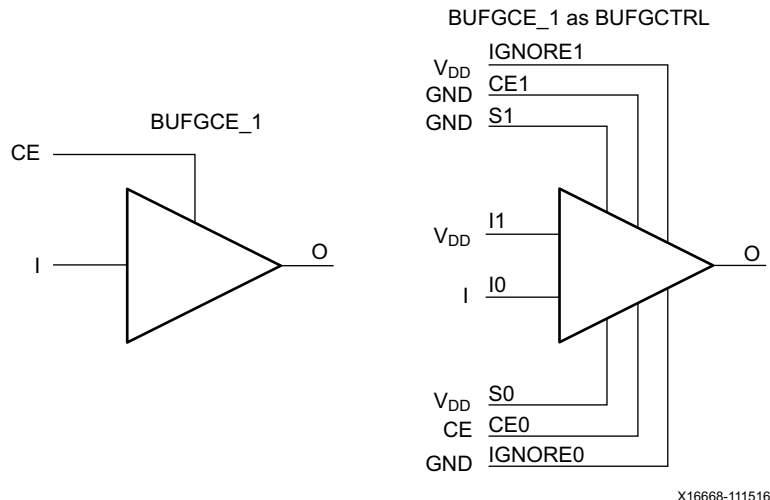 BUFGCE_1 as BUFGCTRL
IGNORE1
VDD
CE1
GND
S1
GND
BUFGCE_1
CE
I1
VDD
I
O
I0
I
O
S0
VDD
CE0
CE
IGNORE0
GND
X16668-111516